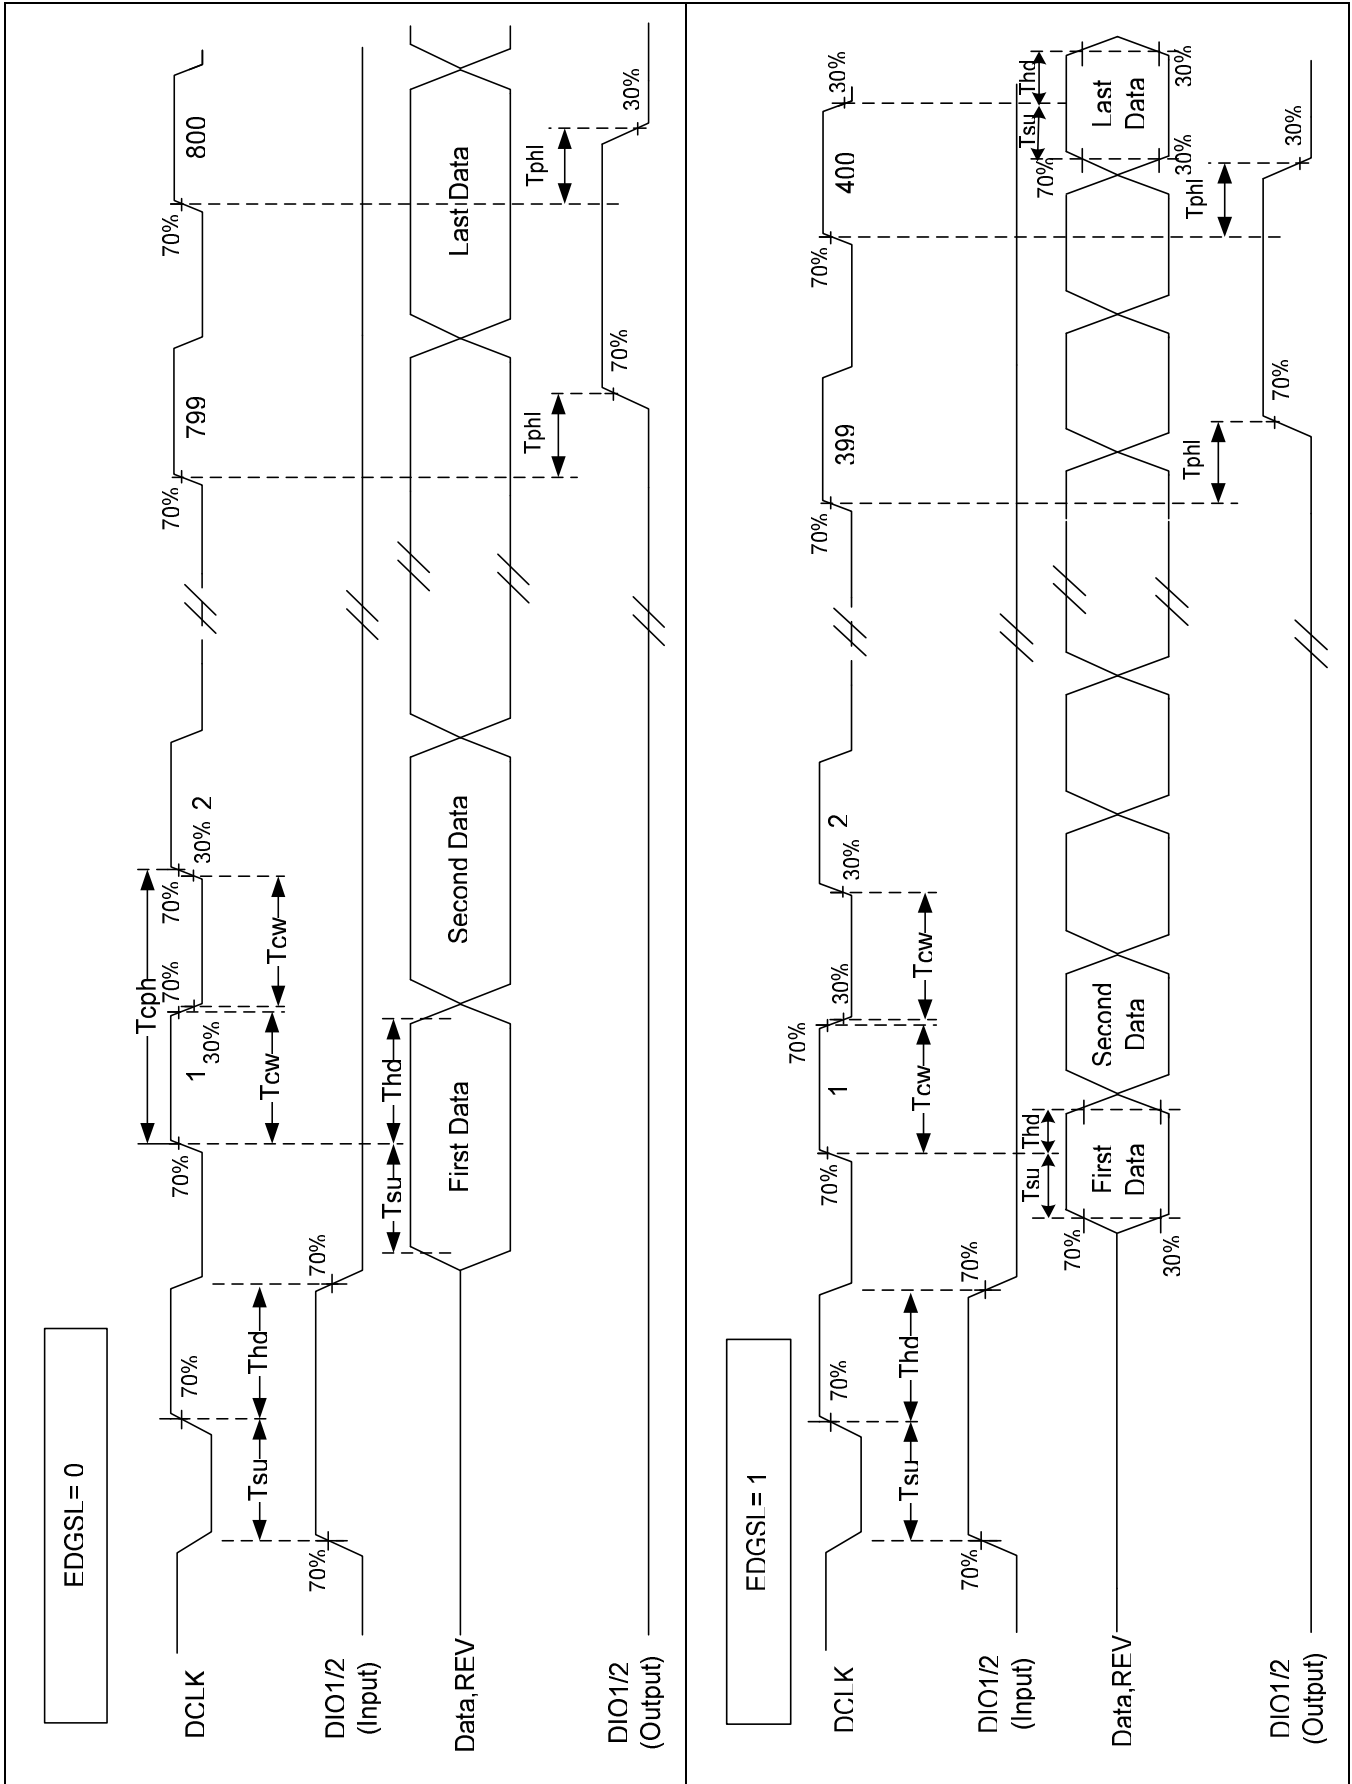 EDGSL= 0
DCLK
70%
70%
1
30%
70%
70%
30%
2
70%
799
70%
800
Tcph
Tsu
Thd
Tcw
Tcw
DIO1/2
(Input)
70%
70%
Data,REV
Tsu
Thd
First Data
Second Data
Last Data
DIO1/2
(Output)
Tphl
70%
Tphl
30%
EDGSL= 1
DCLK
70%
70%
1
70%
30%
30%
2
70%
399
70%
400
30%
Tsu
Thd
Tcw
Tcw
DIO1/2
(Input)
70%
70%
Data,REV
Tsu
Thd
70%
30%
First
Data
Second
Data
Tsu
Thd
70%
30%
Last
Data
30%
DIO1/2
(Output)
Tphl
70%
Tphl
30%